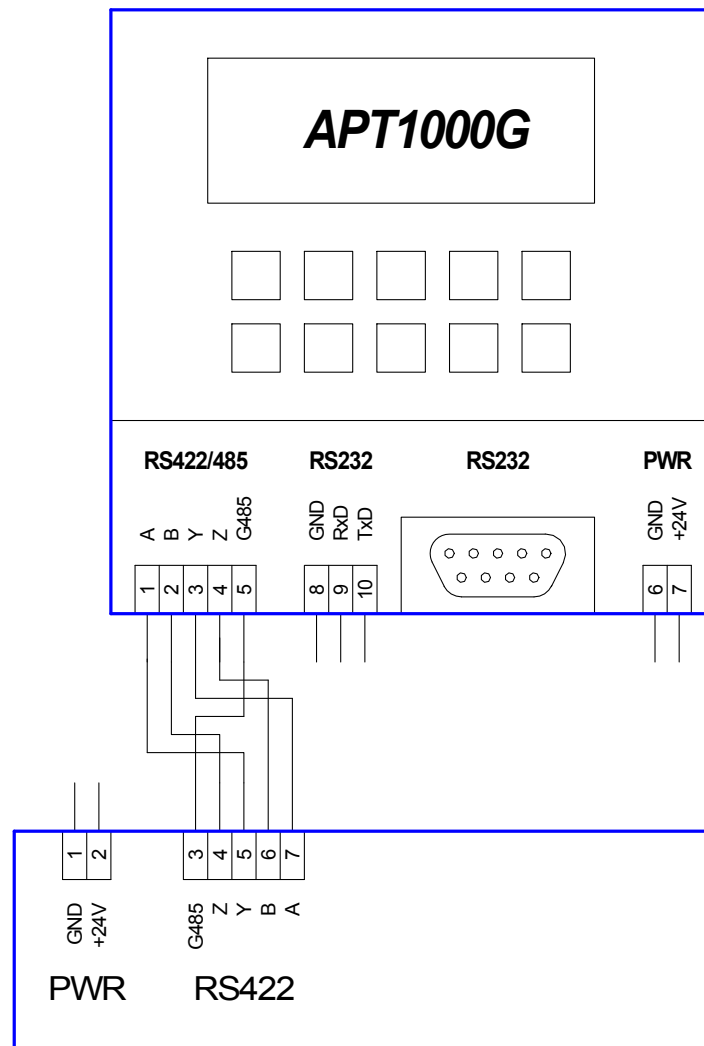 APT1000G
RS422/485 RS232 RS232 PWR
A B Y Z G485 GND RxD TxD GND +24V
1 2 3 4 5 8 9 10 6 7
1 2 3 4 5 6 7
GND +24V G485 Z Y B A
PWR RS422